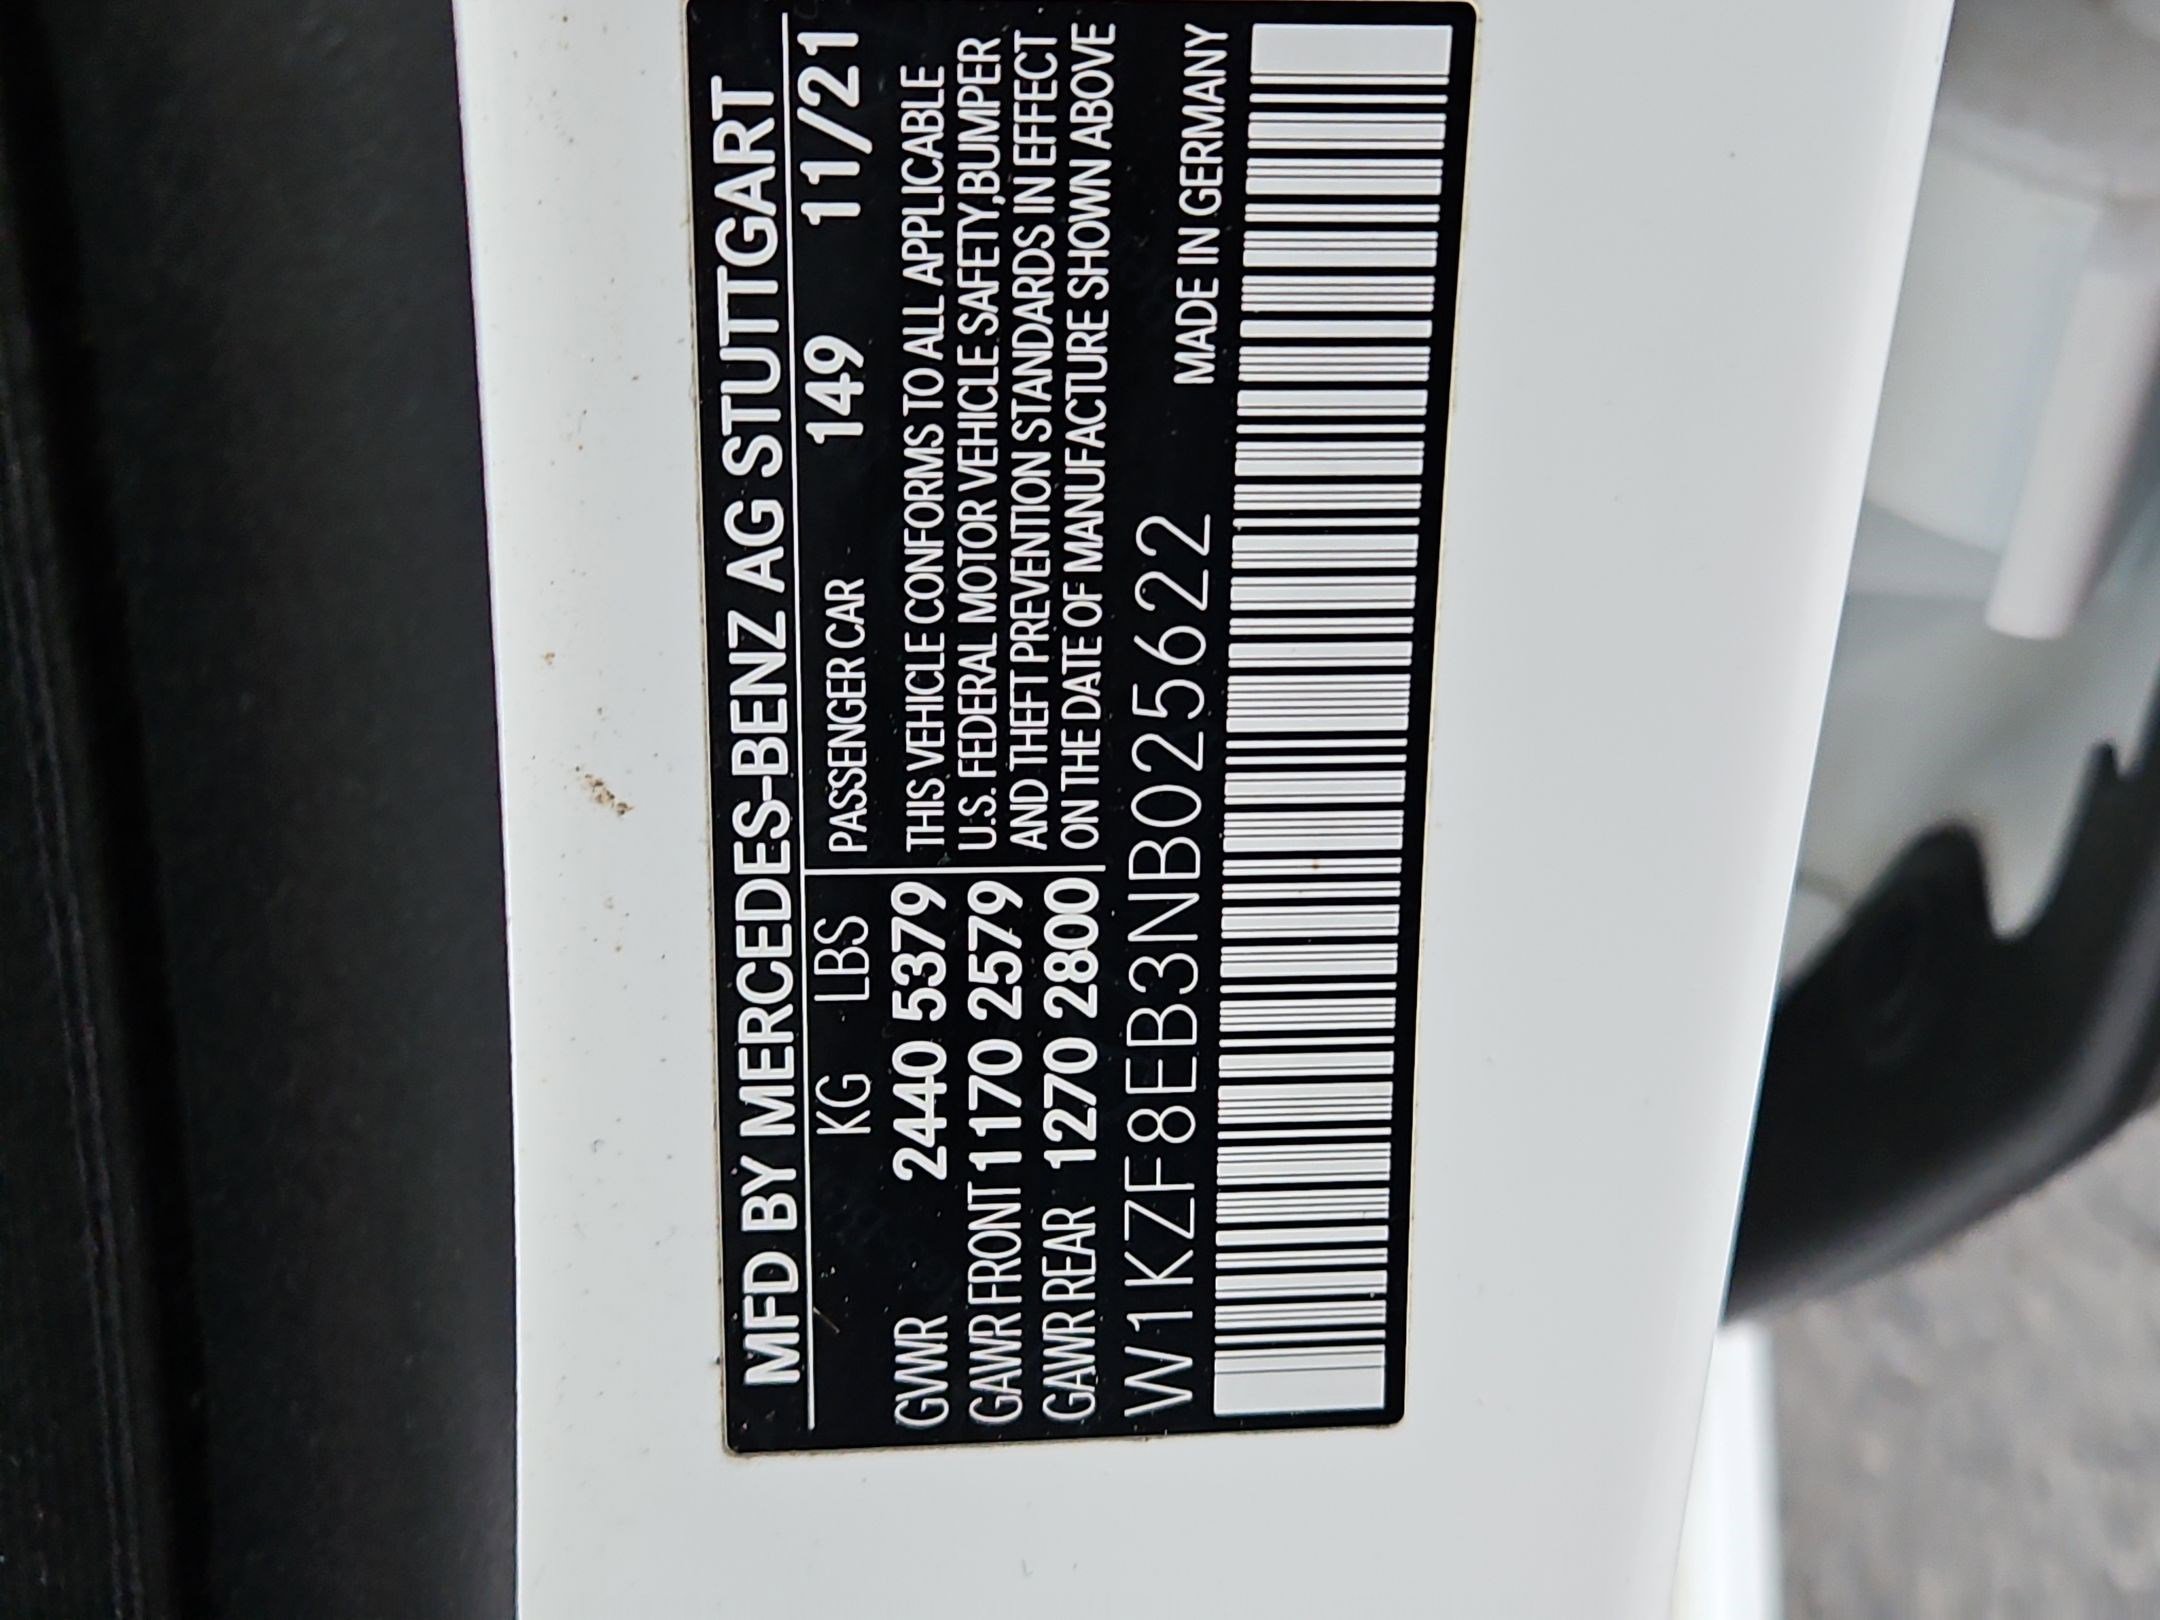 MFD BY MERCEDES-BENZ AG STUTTGART
KG LBS PASSENGER CAR 149 11/21
GVWR 2440 5379 THIS VEHICLE CONFORMS TO ALL APPLICABLE
GAWR FRONT 1170 2579 U.S. FEDERAL MOTOR VEHICLE SAFETY,BUMPER
AND THEFT PREVENTION STANDARDS IN EFFECT
GAWR REAR 1270 2800 ON THE DATE OF MANUFACTURE SHOWN ABOVE
W1KZF8EB3NB025622 MADE IN GERMANY